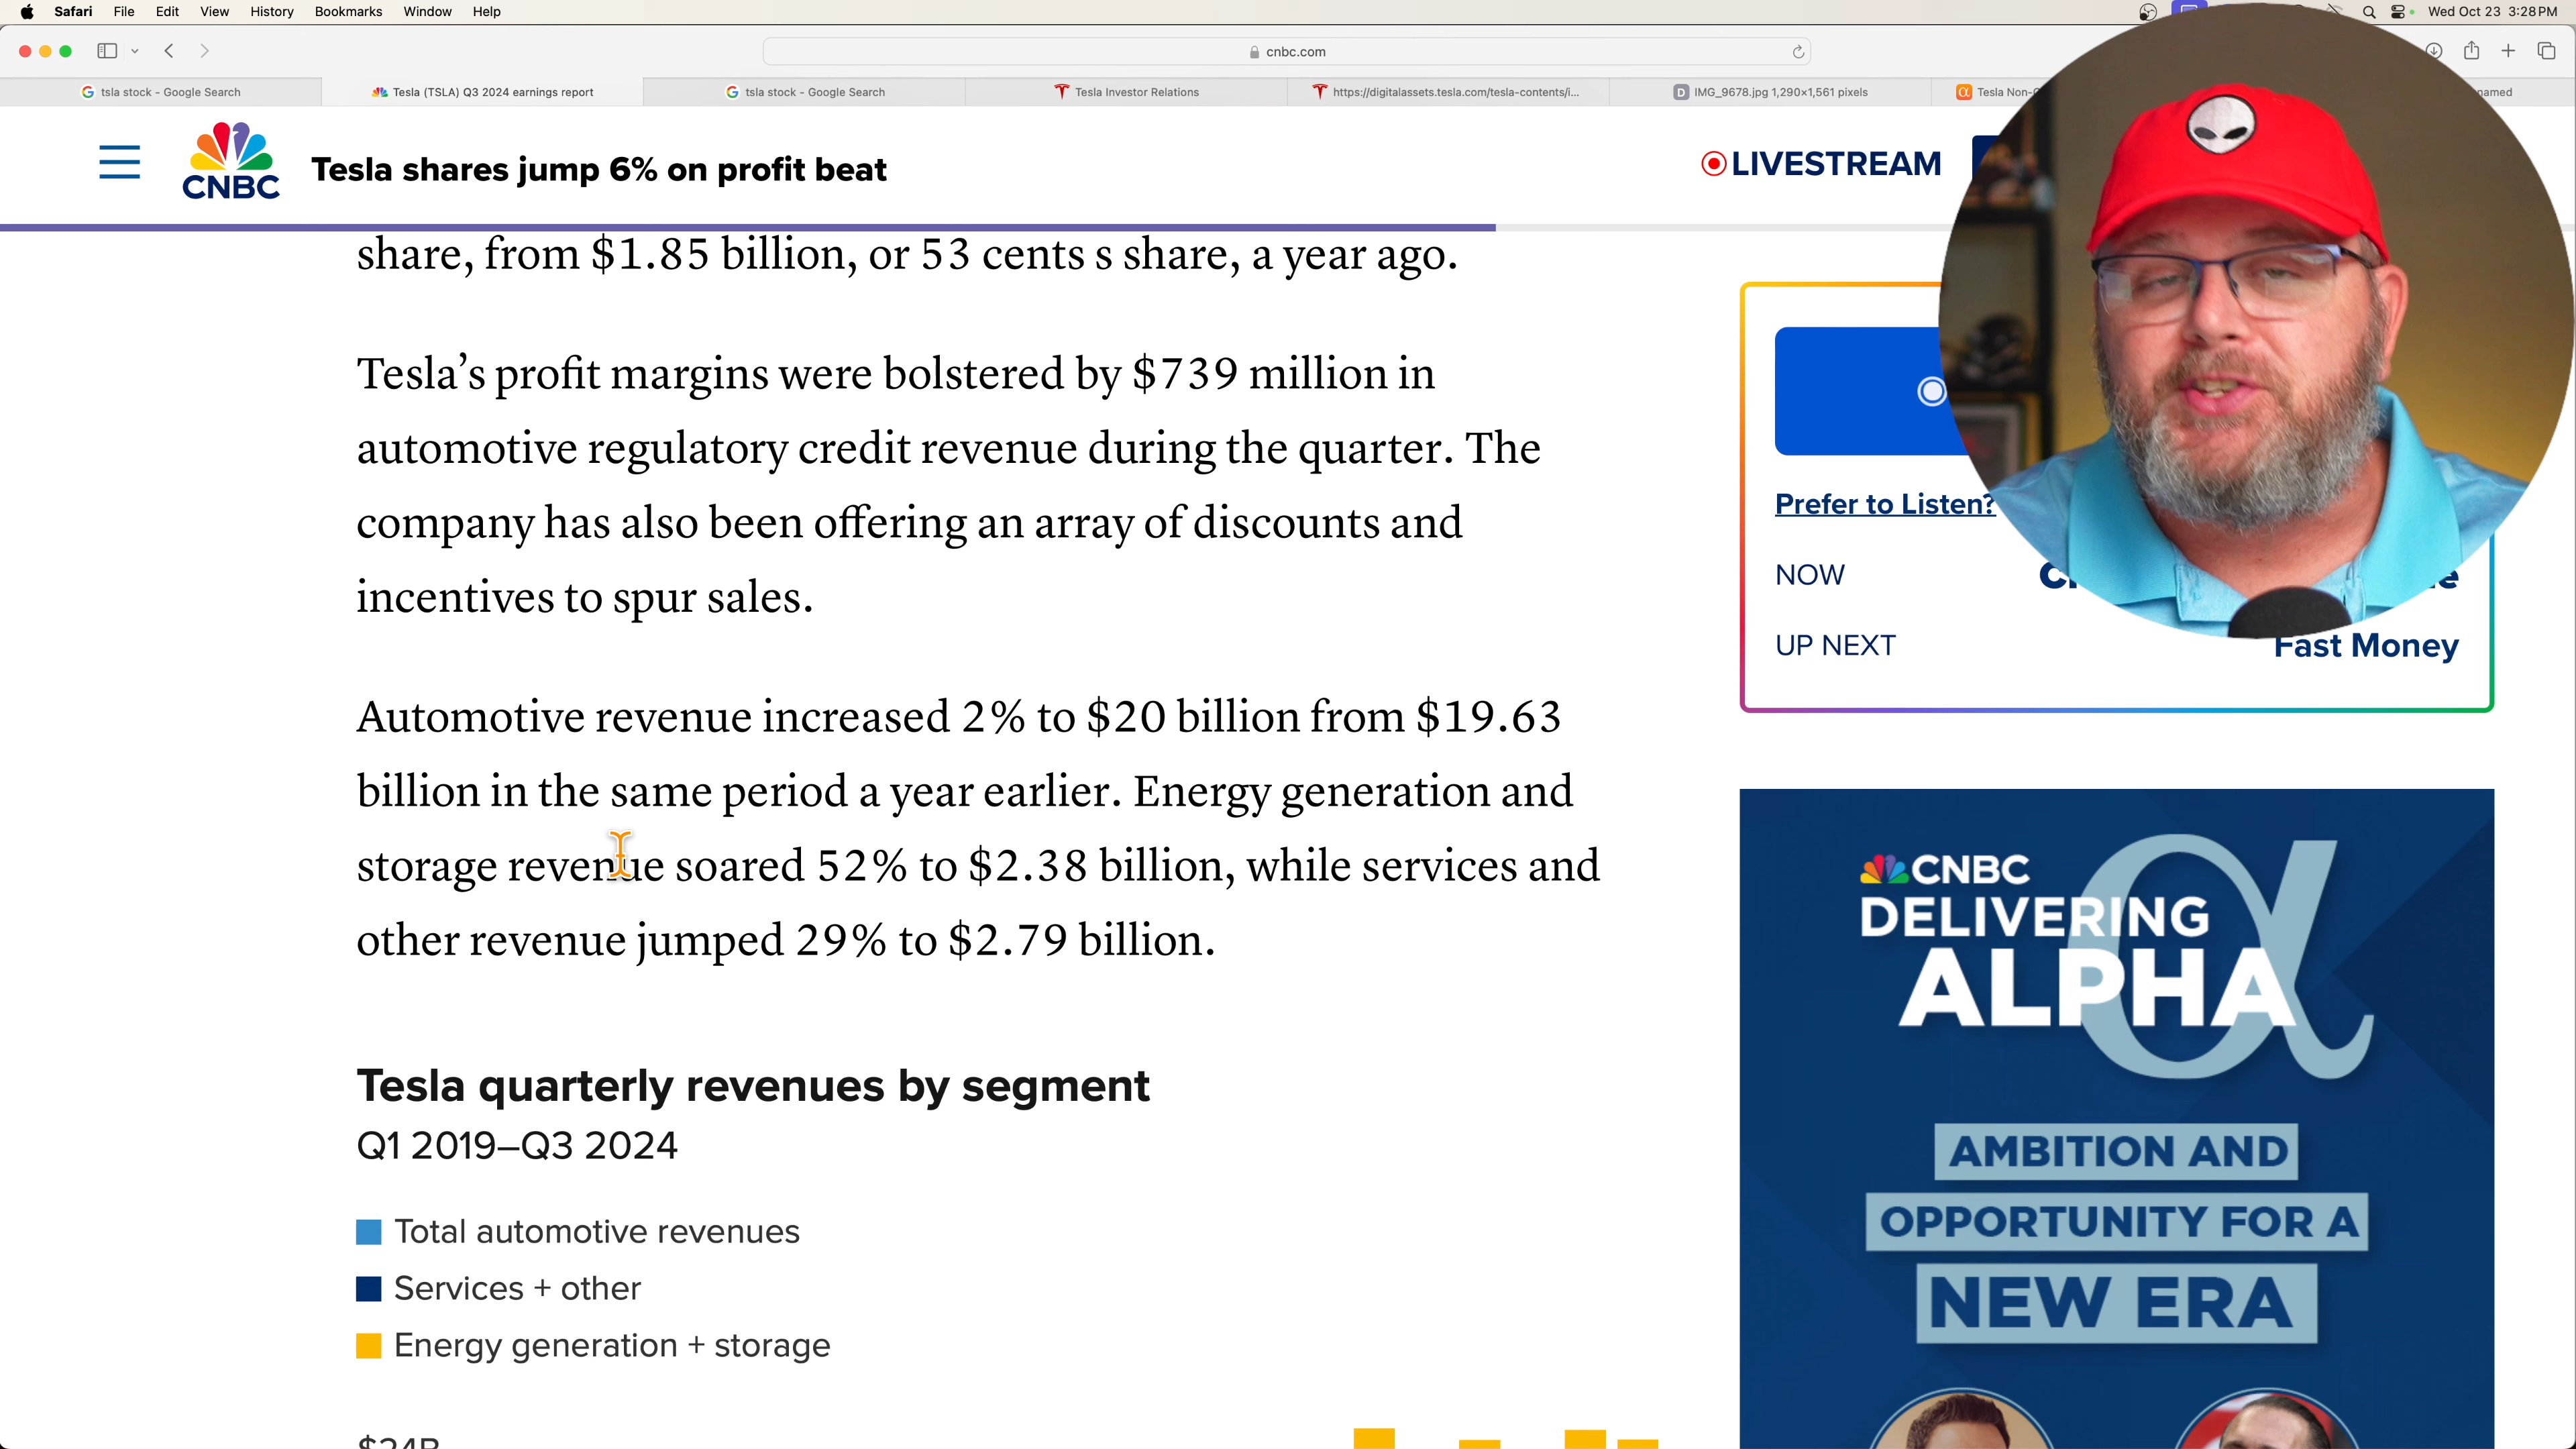 Safari File Edit View History Bookmarks Window Help
Wed Oct 23 3:28 PM
cnbc.com
tsla stock – Google Search
Tesla (TSLA) Q3 2024 earnings report
tsla stock – Google Search
Tesla Investor Relations
https://digitalassets.tesla.com/tesla-contents/i...
IMG_9678.jpg 1,290×1,561 pixels
Tesla
CNBC
Tesla shares jump 6% on profit beat
LIVESTREAM
share, from $1.85 billion, or 53 cents s share, a year ago.
Tesla’s profit margins were bolstered by $739 million in
automotive regulatory credit revenue during the quarter. The
company has also been offering an array of discounts and
incentives to spur sales.
Automotive revenue increased 2% to $20 billion from $19.63
billion in the same period a year earlier. Energy generation and
storage revenue soared 52% to $2.38 billion, while services and
other revenue jumped 29% to $2.79 billion.
Tesla quarterly revenues by segment
Q1 2019–Q3 2024
Total automotive revenues
Services + other
Energy generation + storage
Prefer to Listen?
NOW
UP NEXT
Fast Money
CNBC
DELIVERING
ALPHA
AMBITION AND
OPPORTUNITY FOR A
NEW ERA